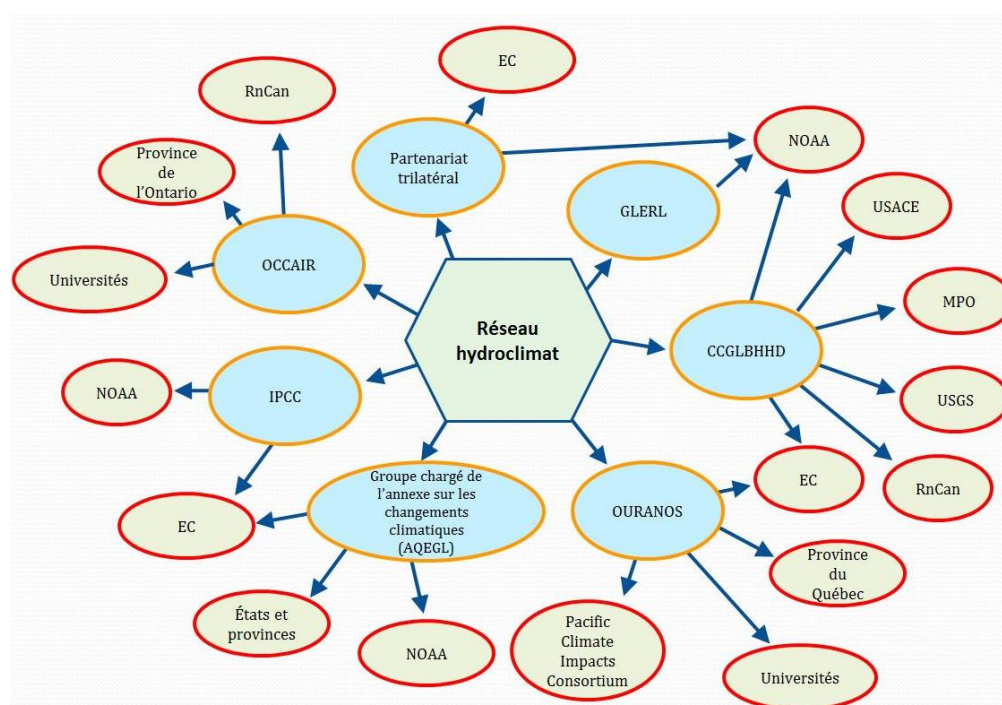 EC
RnCan
Partenariat
trilatéral
NOAA
Province
de
l'Ontario
GLERL
USACE
OCCAIR
Universités
MPO
Réseau
hydroclimat
CCGLBHHD
NOAA
IPCC
USGS
Groupe chargé de
l'annexe sur les
changements
climatiques
(AQEGL)
OURANOS
EC
RnCan
EC
Province
du
Québec
États et
provinces
NOAA
Pacific
Climate
Impacts
Consortium
Universités